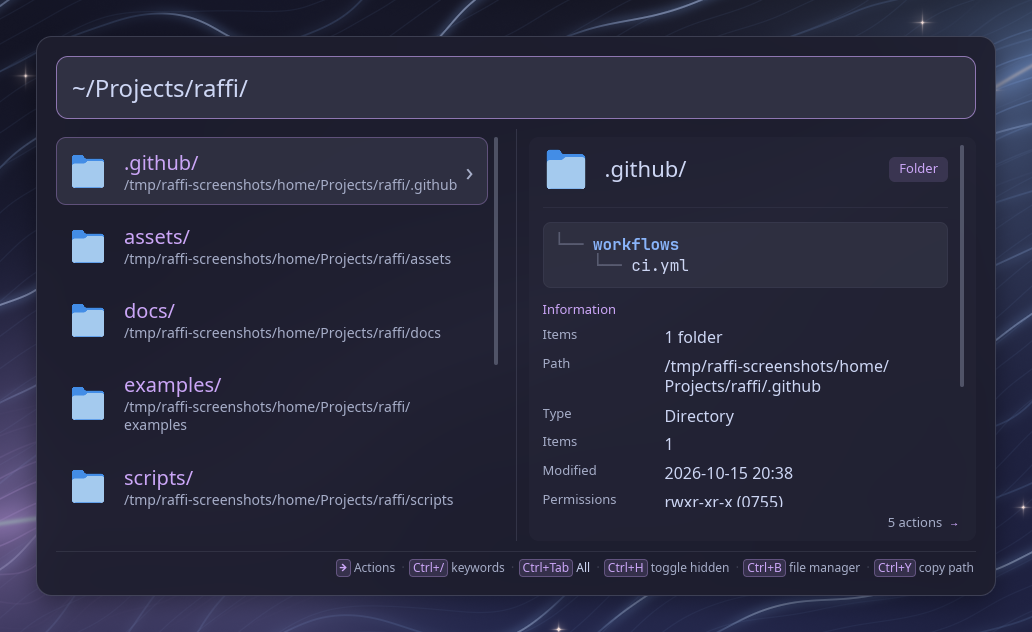 ~/Projects/raffi/
.github/
/tmp/raffi-screenshots/home/Projects/raffi/.github
assets/
/tmp/raffi-screenshots/home/Projects/raffi/assets
docs/
/tmp/raffi-screenshots/home/Projects/raffi/docs
examples/
/tmp/raffi-screenshots/home/Projects/raffi/
examples
scripts/
/tmp/raffi-screenshots/home/Projects/raffi/scripts
.github/
Folder
└── workflows
└── ci.yml
Information
Items 1 folder
Path /tmp/raffi-screenshots/home/
Projects/raffi/.github
Type Directory
Items 1
Modified 2026-10-15 20:38
Permissions rwxr-xr-x (0755)
5 actions →
→ Actions · Ctrl+/ keywords · Ctrl+Tab All · Ctrl+H toggle hidden · Ctrl+B file manager · Ctrl+Y copy path